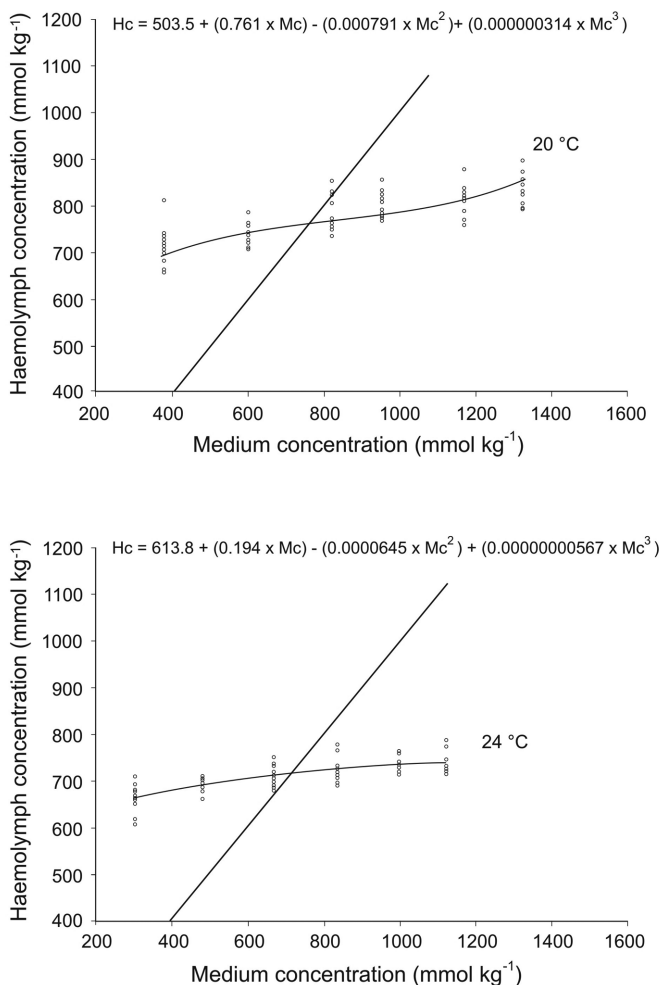 Hc = 503.5 + (0.761 x Mc) - (0.000791 x Mc²)+ (0.000000314 x Mc³)
1200
1100
1000
900
800
700
600
500
400
Haemolymph concentration (mmol kg⁻¹)
20 °C
200 400 600 800 1000 1200 1400 1600
Medium concentration (mmol kg⁻¹)
Hc = 613.8 + (0.194 x Mc) - (0.0000645 x Mc²) + (0.00000000567 x Mc³)
1200
1100
1000
900
800
700
600
500
400
Haemolymph concentration (mmol kg⁻¹)
24 °C
200 400 600 800 1000 1200 1400 1600
Medium concentration (mmol kg⁻¹)